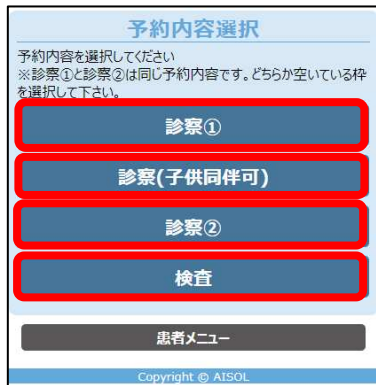 予約内容選択
予約内容を選択してください
※診察①と診察②は同じ予約内容です。どちらか空いている枠
を選択して下さい。
診察①
診察(子供同伴可)
診察②
検査
患者メニュー
Copyright © AISOL